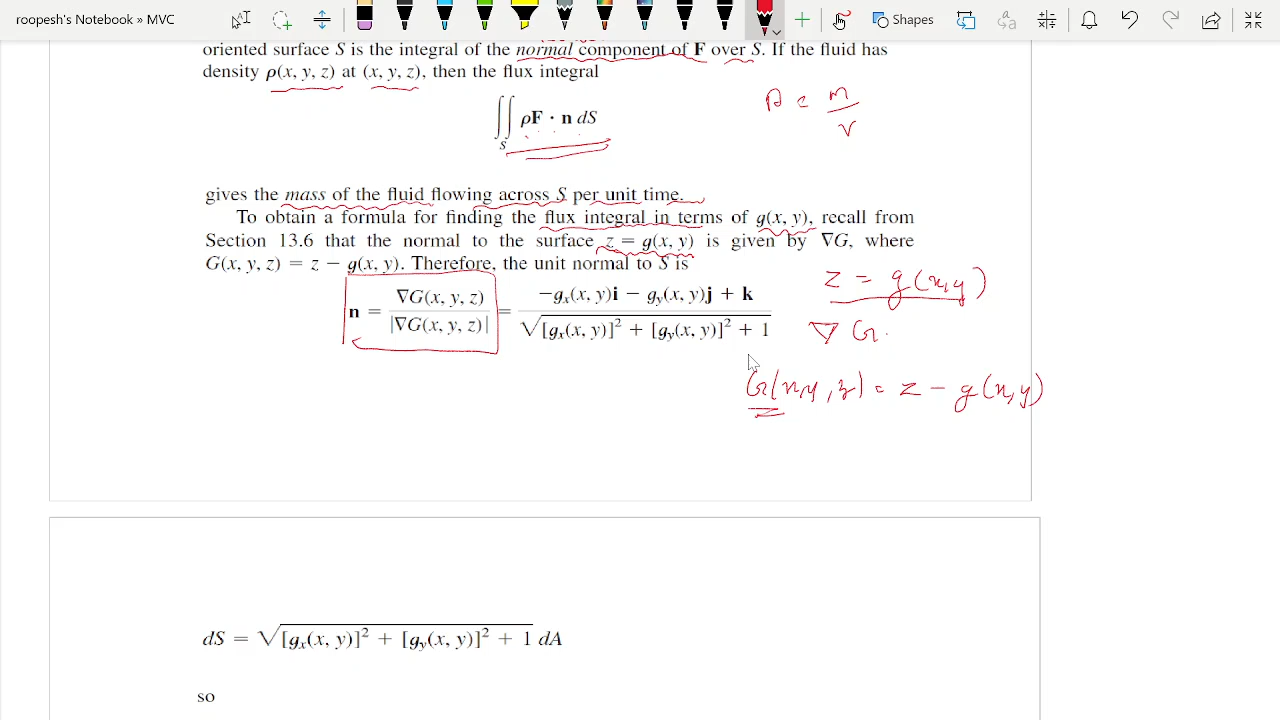 roopesh's Notebook » MVC
Shapes
oriented surface S is the integral of the normal component of F over S. If the fluid has
density ρ(x, y, z) at (x, y, z), then the flux integral
∬_S ρF · n dS
gives the mass of the fluid flowing across S per unit time.
To obtain a formula for finding the flux integral in terms of g(x, y), recall from
Section 13.6 that the normal to the surface z = g(x, y) is given by ∇G, where
G(x, y, z) = z − g(x, y). Therefore, the unit normal to S is
n = ∇G(x, y, z) / |∇G(x, y, z)| = (−gₓ(x, y)i − g_y(x, y)j + k) / √([gₓ(x, y)]² + [g_y(x, y)]² + 1)
z = g(x,y)
∇ G
G(x,y,z) = z − g(x,y)
dS = √([gₓ(x, y)]² + [g_y(x, y)]² + 1) dA
so